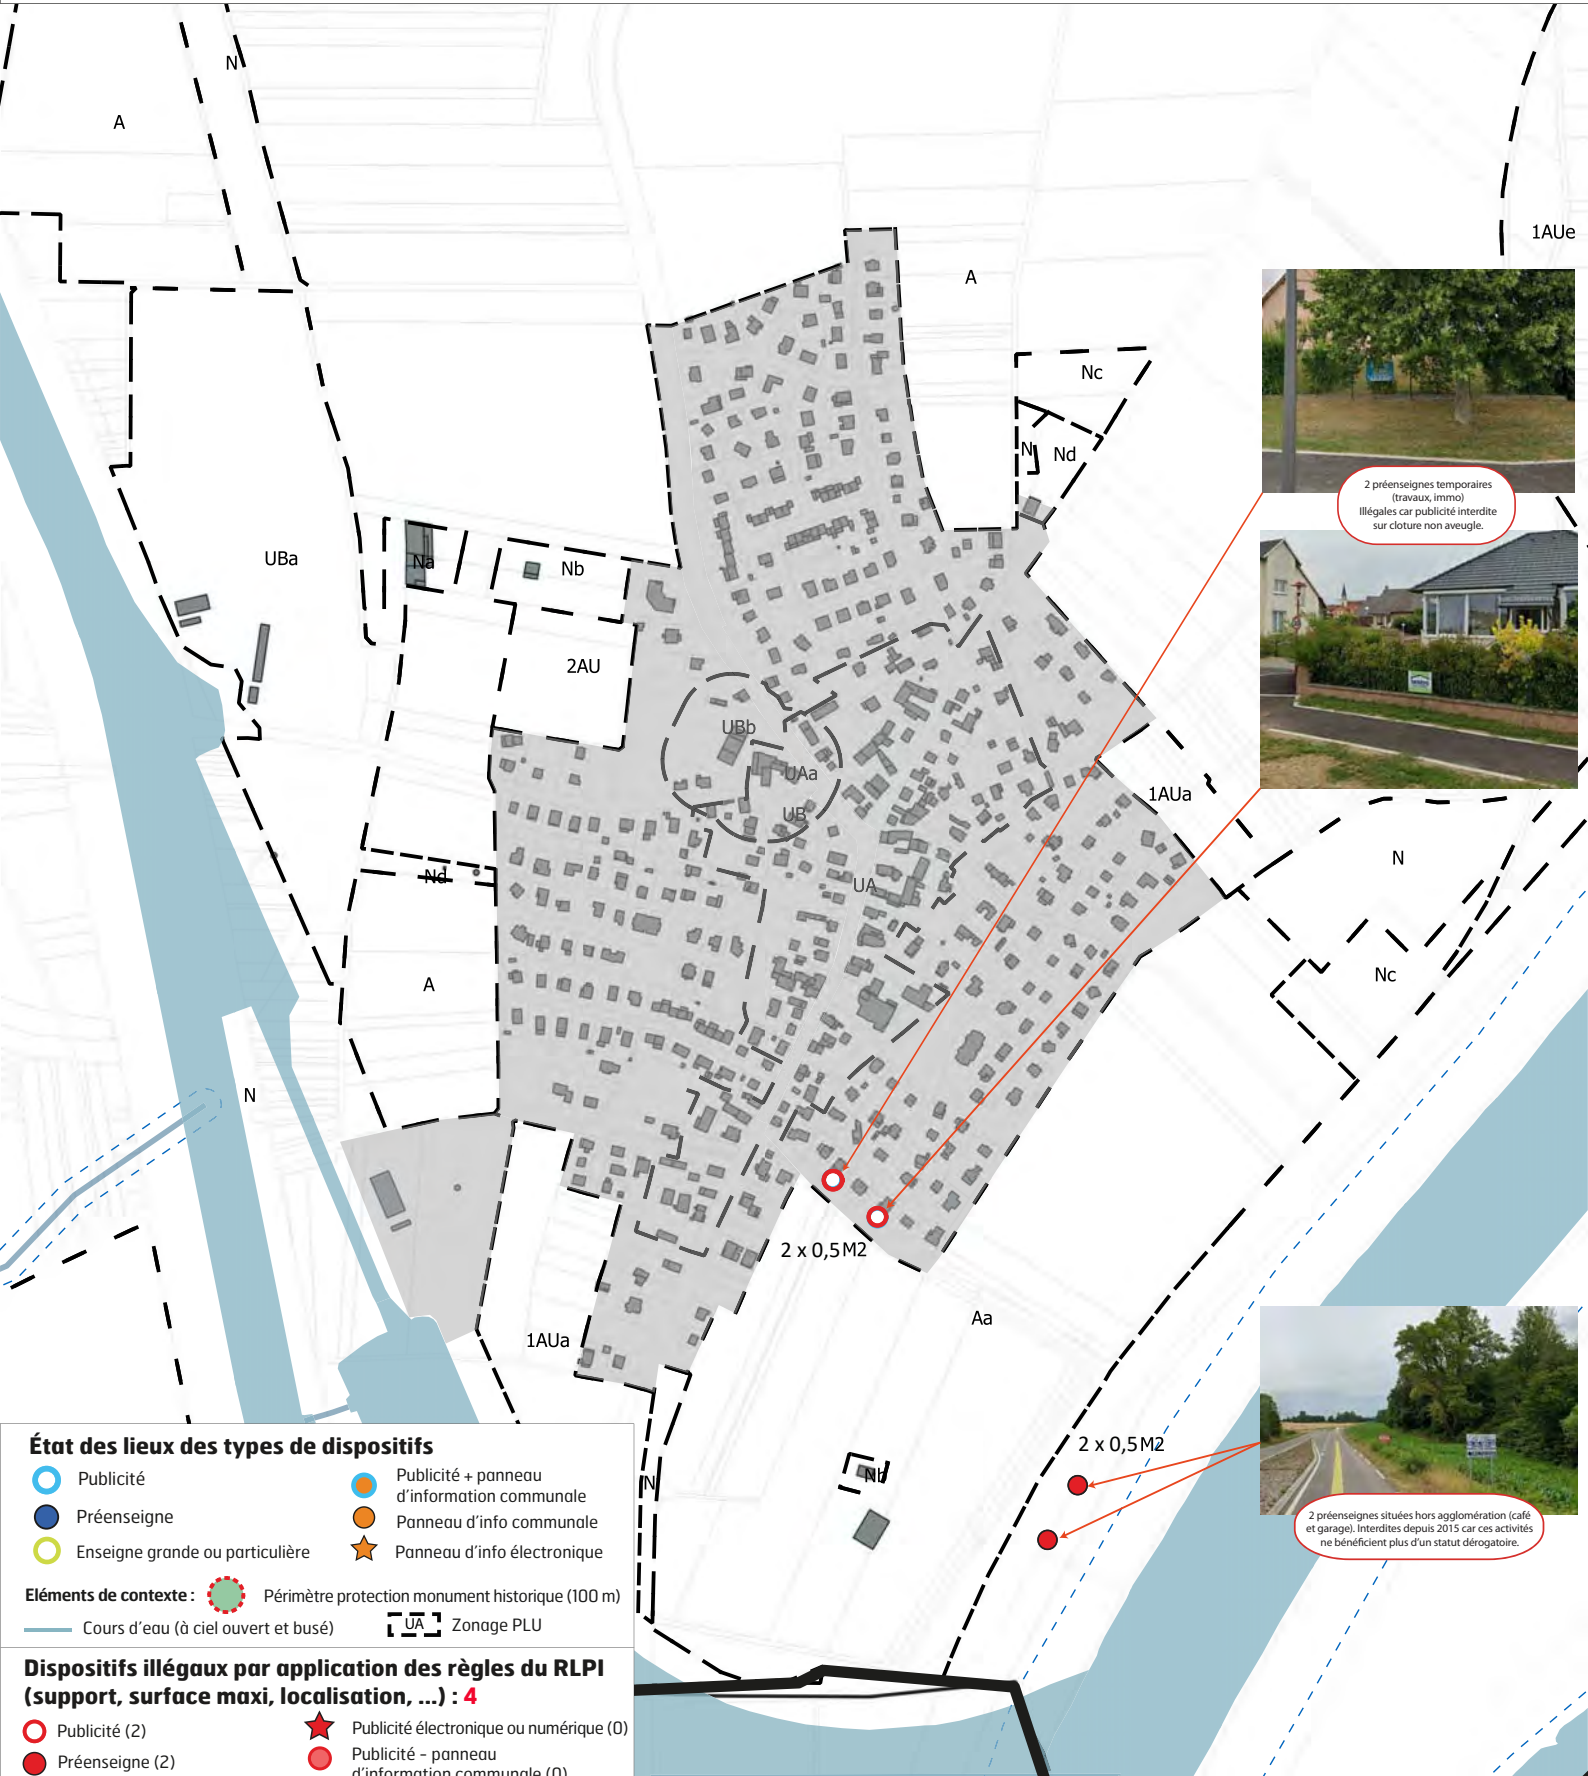 N
A
1AUe
A
Nc
N
Nd
2 préenseignes temporaires
(travaux, immo)
Illégales car publicité interdite
sur cloture non aveugle.
UBa
Na
Nb
2AU
UBb
UAa
UB
1AUa
UA
N
Nd
A
Nc
N
2 x 0,5M2
Aa
1AUa
2 x 0,5M2
N
Nb
2 préenseignes situées hors agglomération (café
et garage). Interdites depuis 2015 car ces activités
ne bénéficient plus d'un statut dérogatoire.
État des lieux des types de dispositifs
Publicité
Préenseigne
Enseigne grande ou particulière
Publicité + panneau
d'information communale
Panneau d'info communale
Panneau d'info électronique
Eléments de contexte :
Périmètre protection monument historique (100 m)
Cours d'eau (à ciel ouvert et busé)
UA
Zonage PLU
Dispositifs illégaux par application des règles du RLPI
(support, surface maxi, localisation, ...) : 4
Publicité (2)
Préenseigne (2)
Publicité électronique ou numérique (0)
Publicité - panneau
d'information communale (0)